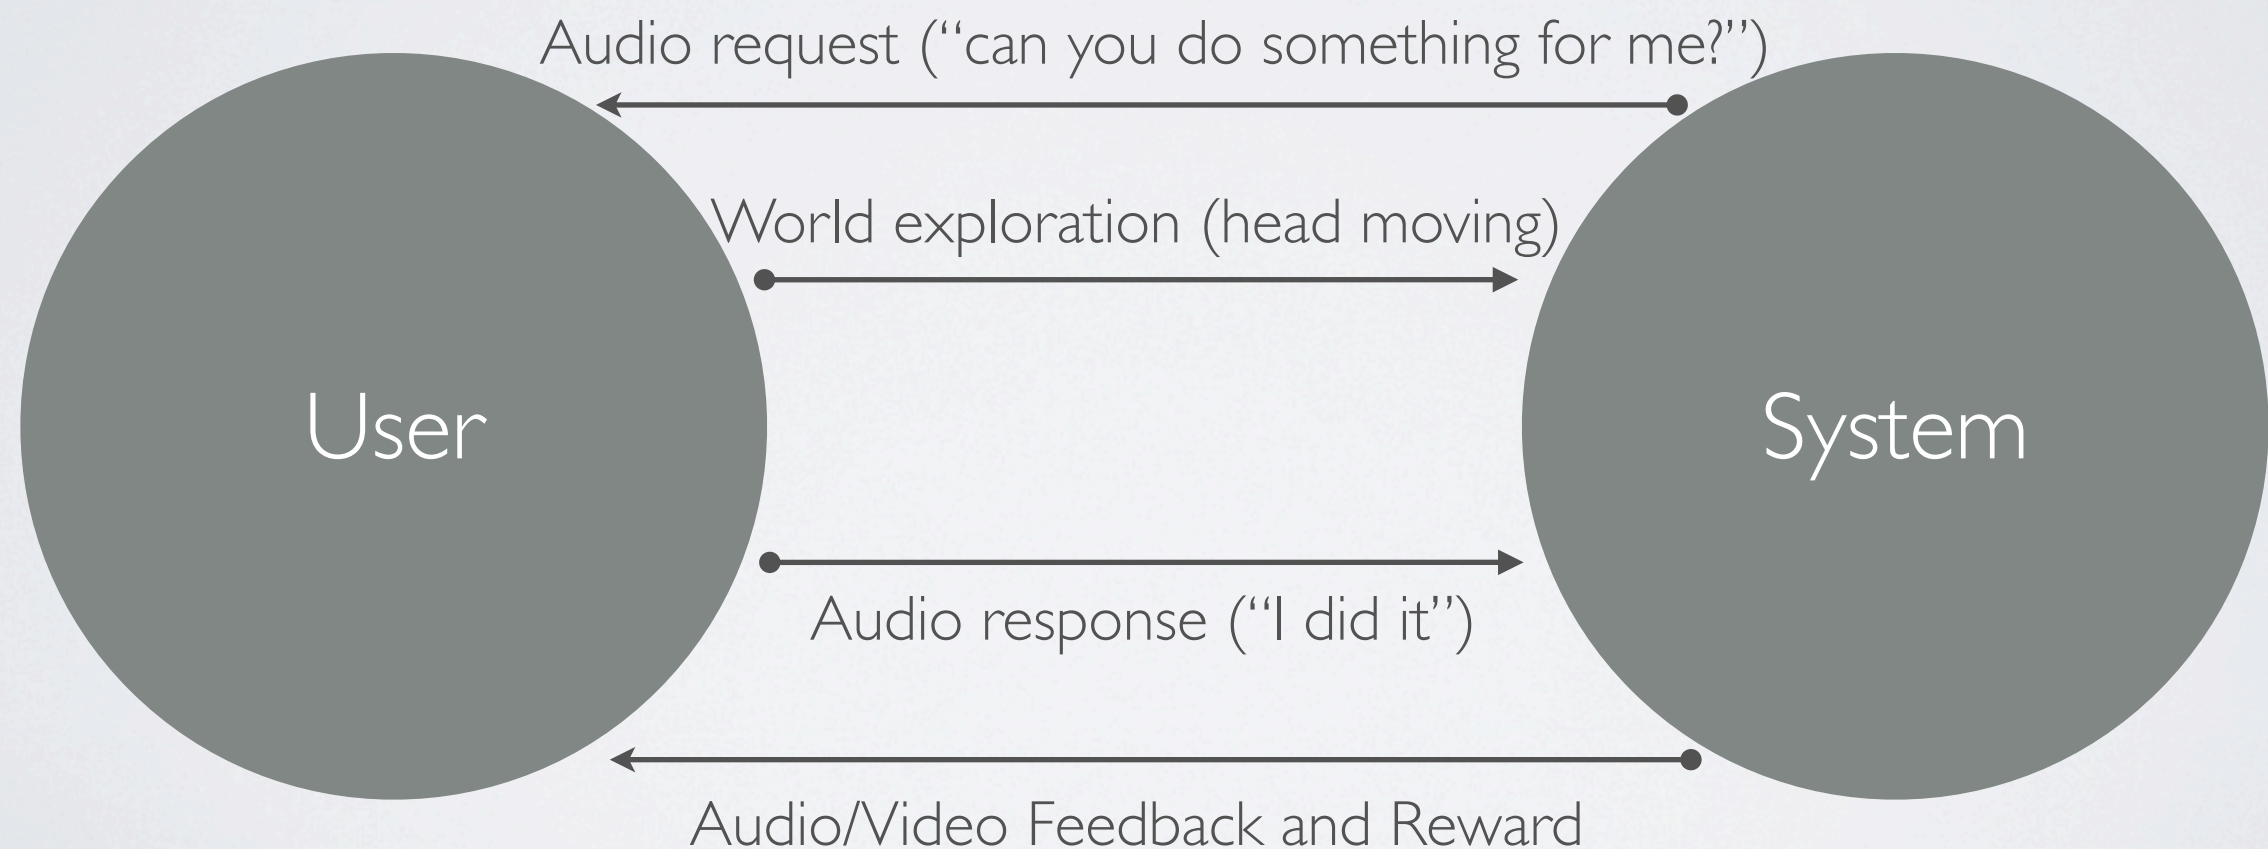 Audio request (“can you do something for me?”)
World exploration (head moving)
User
System
Audio response (“I did it”)
Audio/Video Feedback and Reward